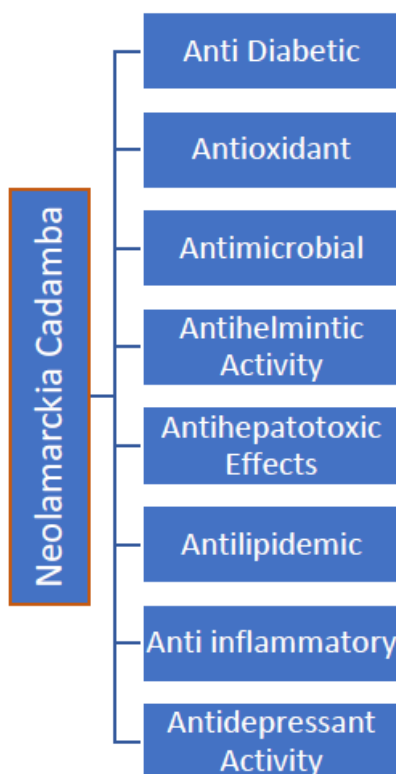 Neolamarckia Cadamba
Anti Diabetic
Antioxidant
Antimicrobial
Antihelmintic
Activity
Antihepatotoxic
Effects
Antilipidemic
Anti inflammatory
Antidepressant
Activity